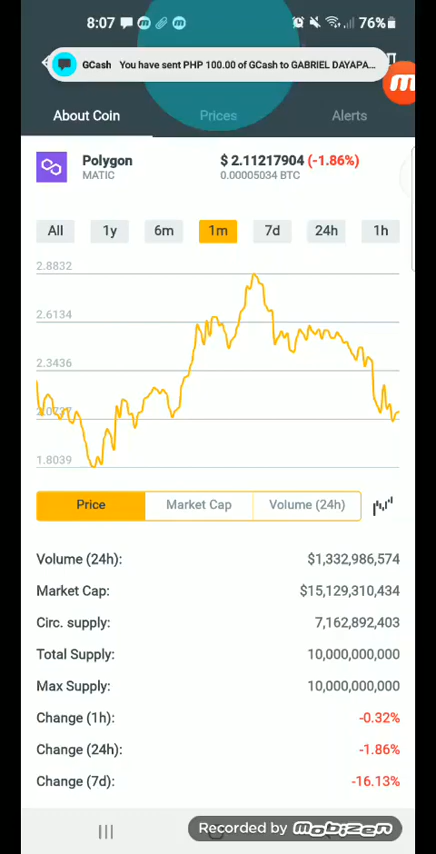 8:07
76%
GCash You have sent PHP 100.00 of GCash to GABRIEL DAYAPA...
About Coin Prices Alerts
Polygon $ 2.11217904 (-1.86%)
MATIC 0.00005034 BTC
All 1y 6m 1m 7d 24h 1h
2.8832
2.6134
2.3436
2.0737
1.8039
Price Market Cap Volume (24h)
Volume (24h): $1,332,986,574
Market Cap: $15,129,310,434
Circ. supply: 7,162,892,403
Total Supply: 10,000,000,000
Max Supply: 10,000,000,000
Change (1h): -0.32%
Change (24h): -1.86%
Change (7d): -16.13%
Recorded by mobizen